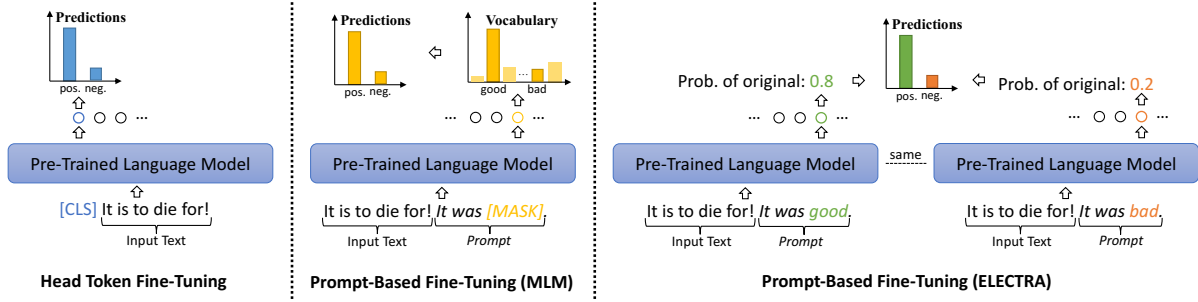 Predictions
pos. neg.
...
Pre-Trained Language Model
[CLS] It is to die for!
Input Text
Head Token Fine-Tuning
Predictions
pos. neg.
Vocabulary
...
good bad
... ...
Pre-Trained Language Model
It is to die for! It was [MASK].
Input Text Prompt
Prompt-Based Fine-Tuning (MLM)
Predictions
pos. neg.
Prob. of original: 0.8
Prob. of original: 0.2
... ...
... ...
Pre-Trained Language Model
same
Pre-Trained Language Model
It is to die for! It was good.
Input Text Prompt
It is to die for! It was bad.
Input Text Prompt
Prompt-Based Fine-Tuning (ELECTRA)